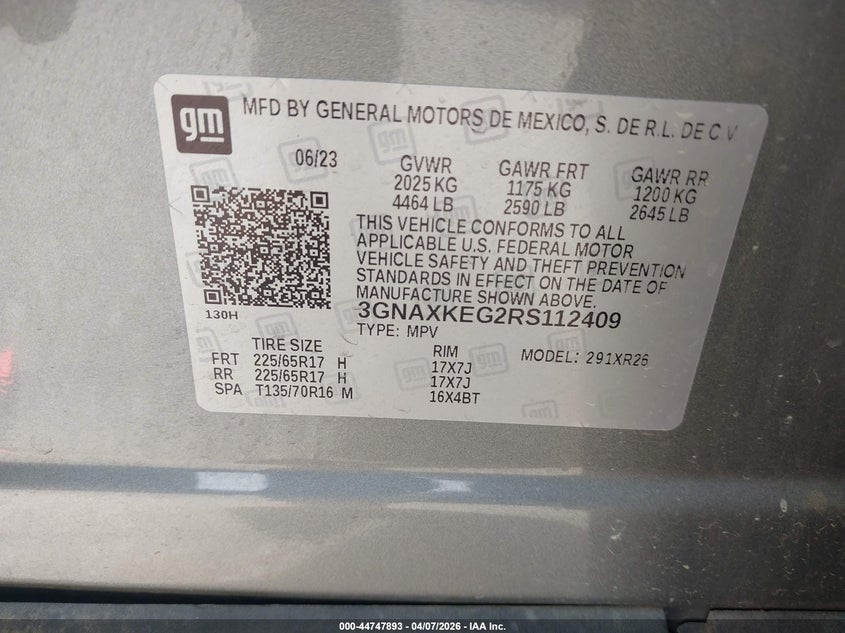 gm
MFD BY GENERAL MOTORS DE MEXICO, S. DE R.L. DE C.V
06/23
GVWR GAWR FRT GAWR RR
2025 KG 1175 KG 1200 KG
4464 LB 2590 LB 2645 LB
THIS VEHICLE CONFORMS TO ALL
APPLICABLE U.S. FEDERAL MOTOR
VEHICLE SAFETY AND THEFT PREVENTION
STANDARDS IN EFFECT ON THE DATE OF
MANUFACTURE SHOWN ABOVE.
130H
3GNAXKEG2RS112409
TYPE: MPV
TIRE SIZE RIM MODEL: 291XR26
FRT 225/65R17 H 17X7J
RR 225/65R17 H 17X7J
SPA T135/70R16 M 16X4BT
000-44747893 - 04/07/2026 - IAA Inc.